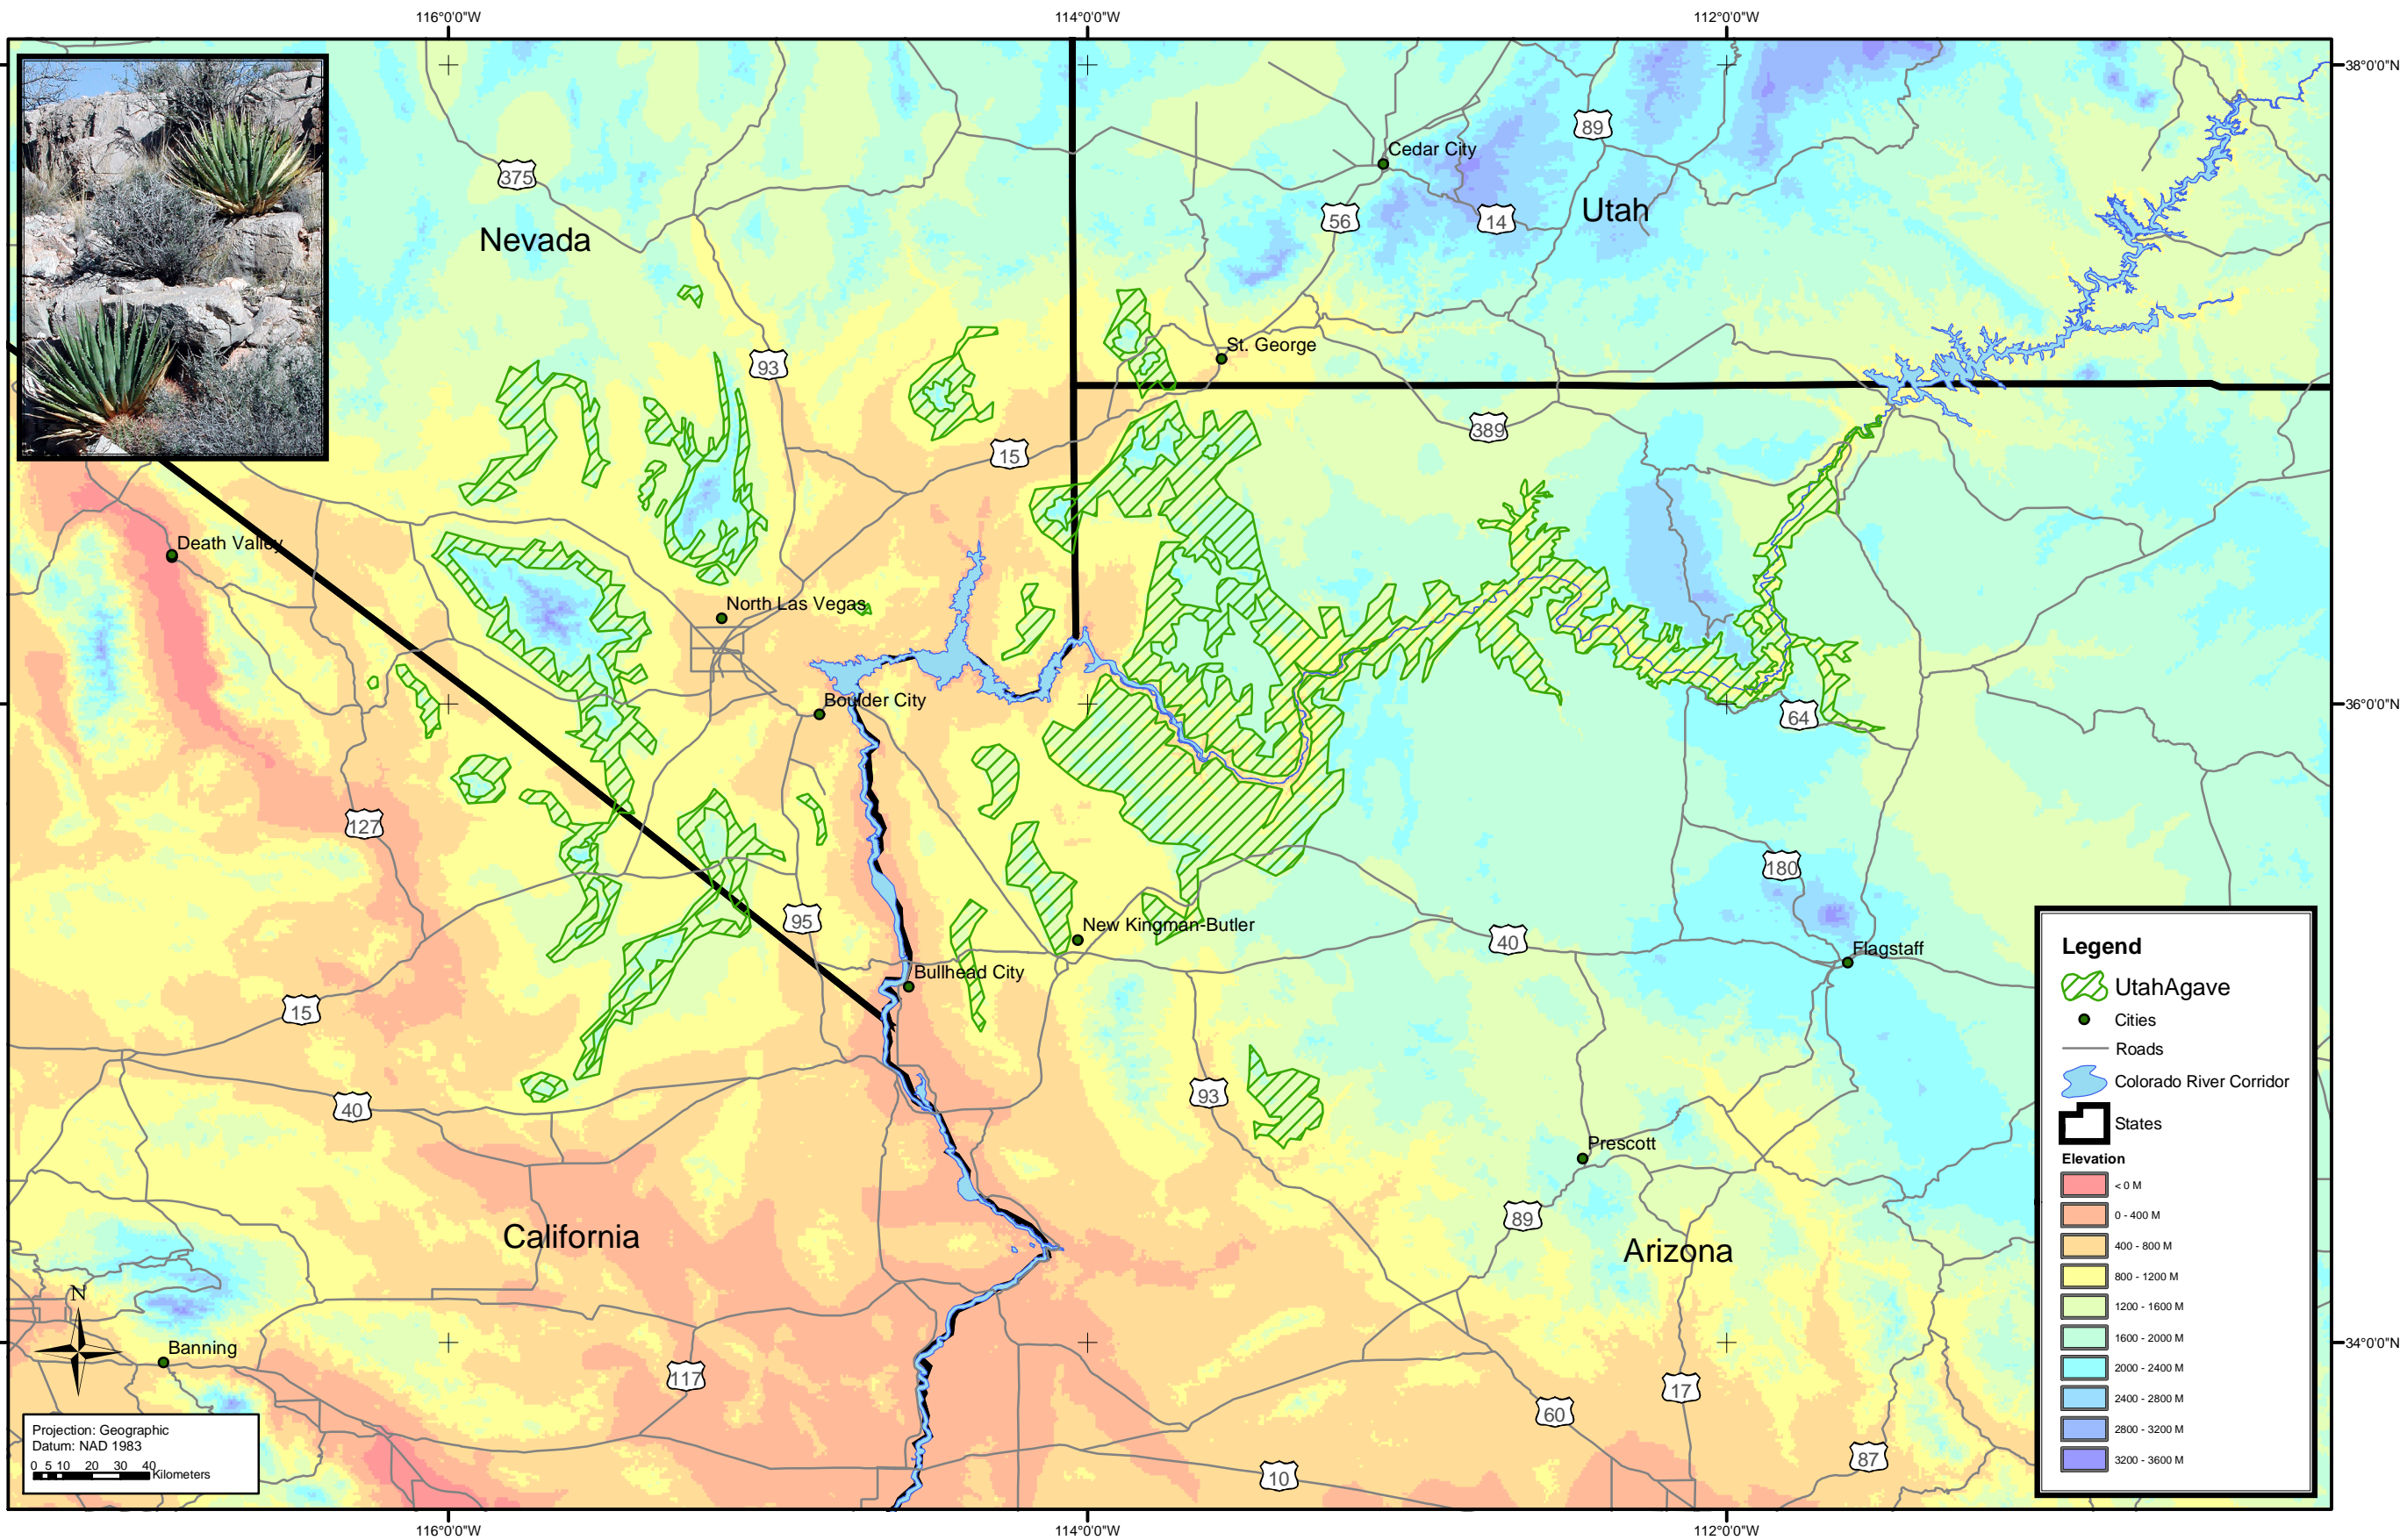 116°0'0"W
114°0'0"W
112°0'0"W
38°0'0"N
89
Cedar City
375
56
14
Utah
Nevada
St. George
93
389
15
Death Valley
North Las Vegas
36°0'0"N
Boulder City
64
127
180
95
New Kingman-Butler
40
Flagstaff
Bullhead City
15
40
93
Prescott
89
California
Arizona
N
34°0'0"N
Banning
117
17
60
87
10
Legend
UtahAgave
Cities
Roads
Colorado River Corridor
States
Elevation
< 0 M
0 - 400 M
400 - 800 M
800 - 1200 M
1200 - 1600 M
1600 - 2000 M
2000 - 2400 M
2400 - 2800 M
2800 - 3200 M
3200 - 3600 M
Projection: Geographic
Datum: NAD 1983
0 5 10 20 30 40
Kilometers
116°0'0"W
114°0'0"W
112°0'0"W